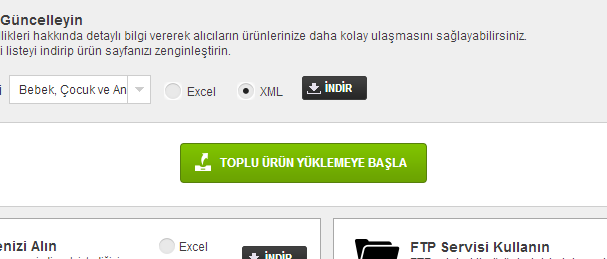 Güncelleyin
ilikleri hakkında detaylı bilgi vererek alıcıların ürünlerinize daha kolay ulaşmasını sağlayabilirsiniz.
i listeyi indirip ürün sayfanızı zenginleştirin.
i Bebek, Çocuk ve An Excel XML İNDİR
TOPLU ÜRÜN YÜKLEMEYE BAŞLA
enizi Alın Excel İNDİR
FTP Servisi Kullanın